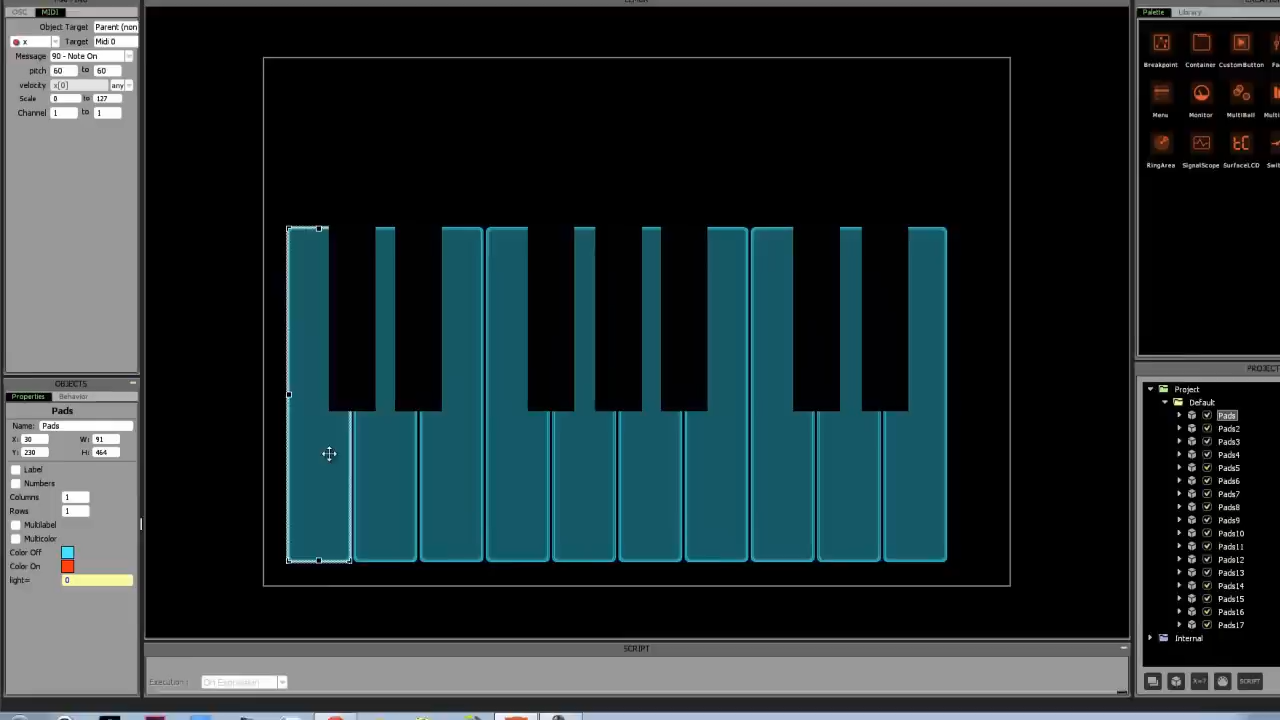 OSC MIDI
Object Target Parent (non
x Target Midi 0
Message 90 - Note On
pitch 60 to 60
velocity x[0] any
Scale 0 to 127
Channel 1 to 1
OBJECTS
Properties Behavior
Pads
Name: Pads
X: 30 W: 91
Y: 230 H: 464
Label
Numbers
Columns 1
Rows 1
Multilabel
Multicolor
Color Off
Color On
light= 0
SCRIPT
Execution : On Expression
Palette Library
Breakpoint Container CustomButton Fa
Menu Monitor MultiBall Multi
RingArea SignalScope SurfaceLCD Swit
PROJECT
Project
Default
Pads
Pads2
Pads3
Pads4
Pads5
Pads6
Pads7
Pads8
Pads9
Pads10
Pads11
Pads12
Pads13
Pads14
Pads15
Pads16
Pads17
Internal
X=? SCRIPT